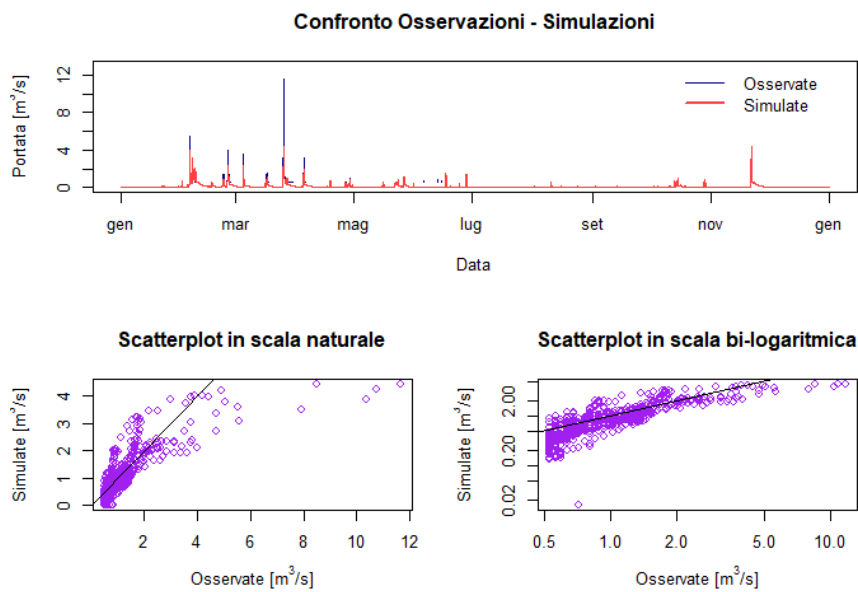 Confronto Osservazioni - Simulazioni
Portata [m³/s]
12
8
4
0
Osservate
Simulate
gen mar mag lug set nov gen
Data
Scatterplot in scala naturale
Simulate [m³/s]
4
3
2
1
0
2 4 6 8 10 12
Osservate [m³/s]
Scatterplot in scala bi-logaritmica
Simulate [m³/s]
2.00
0.20
0.02
0.5 1.0 2.0 5.0 10.0
Osservate [m³/s]